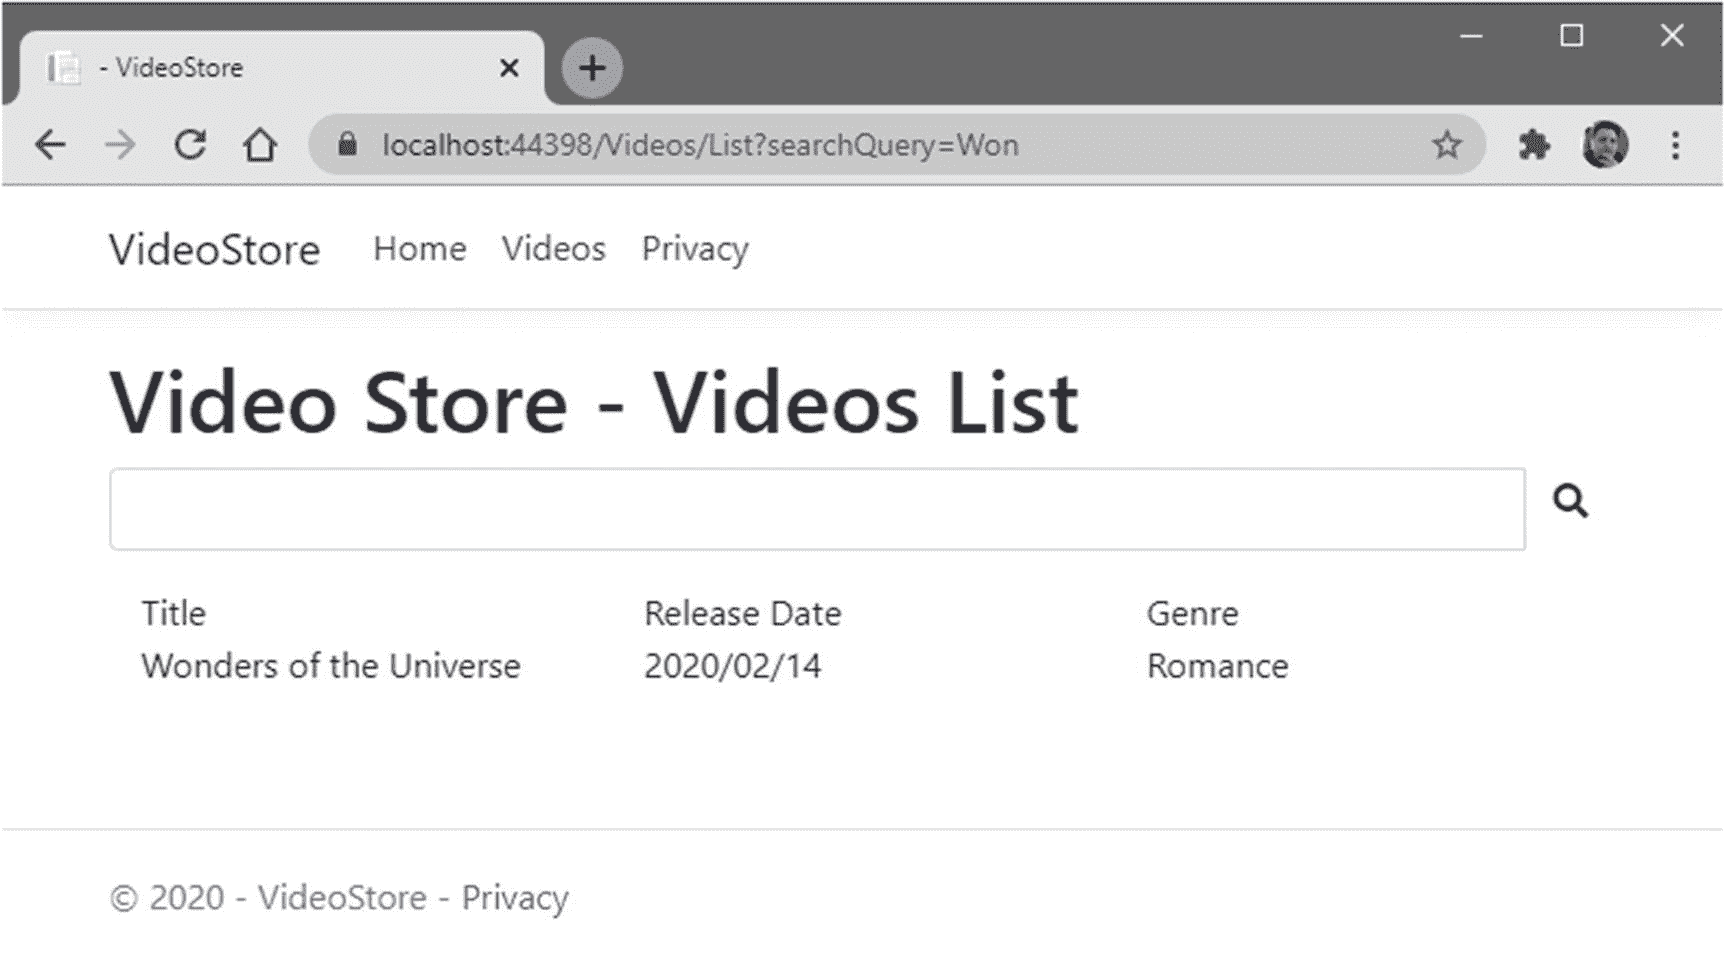 - VideoStore
localhost:44398/Videos/List?searchQuery=Won
VideoStore Home Videos Privacy
Video Store - Videos List
Title Release Date Genre
Wonders of the Universe 2020/02/14 Romance
© 2020 - VideoStore - Privacy